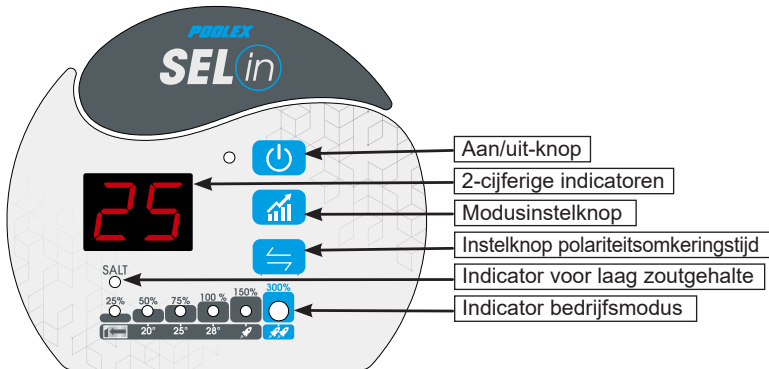 POOLEX
SEL in
Aan/uit-knop
25
2-cijferige indicatoren
Modusinstelknop
Instelknop polariteitsomkeringstijd
SALT
Indicator voor laag zoutgehalte
25% 50% 75% 100 % 150% 300%
Indicator bedrijfsmodus
20° 25° 28°